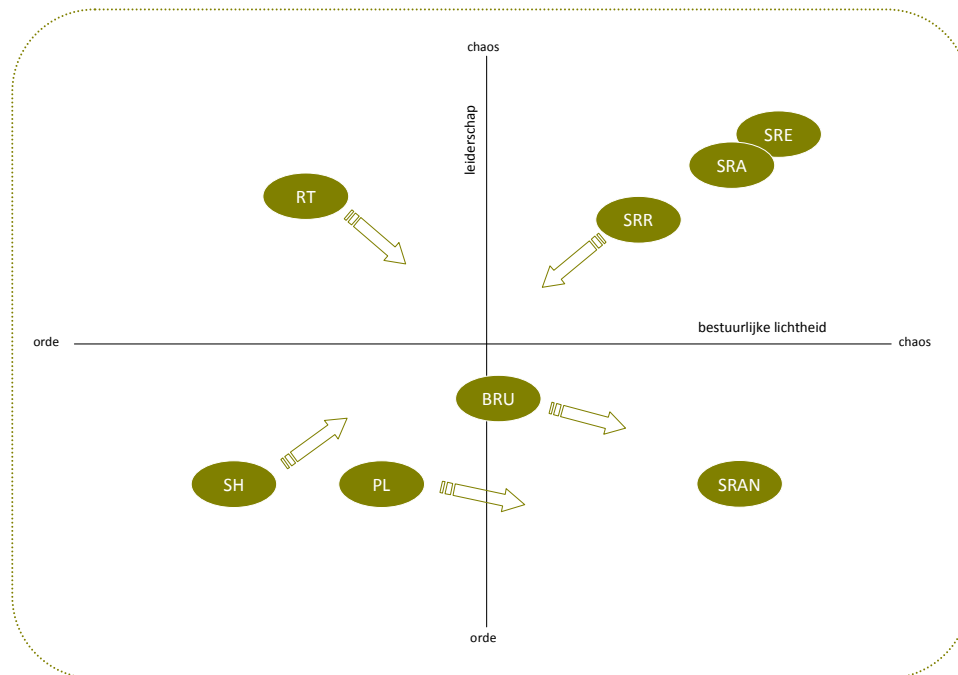 chaos
leiderschap
SRE
SRA
RT
SRR
bestuurlijke lichtheid
orde
chaos
BRU
SH
PL
SRAN
orde